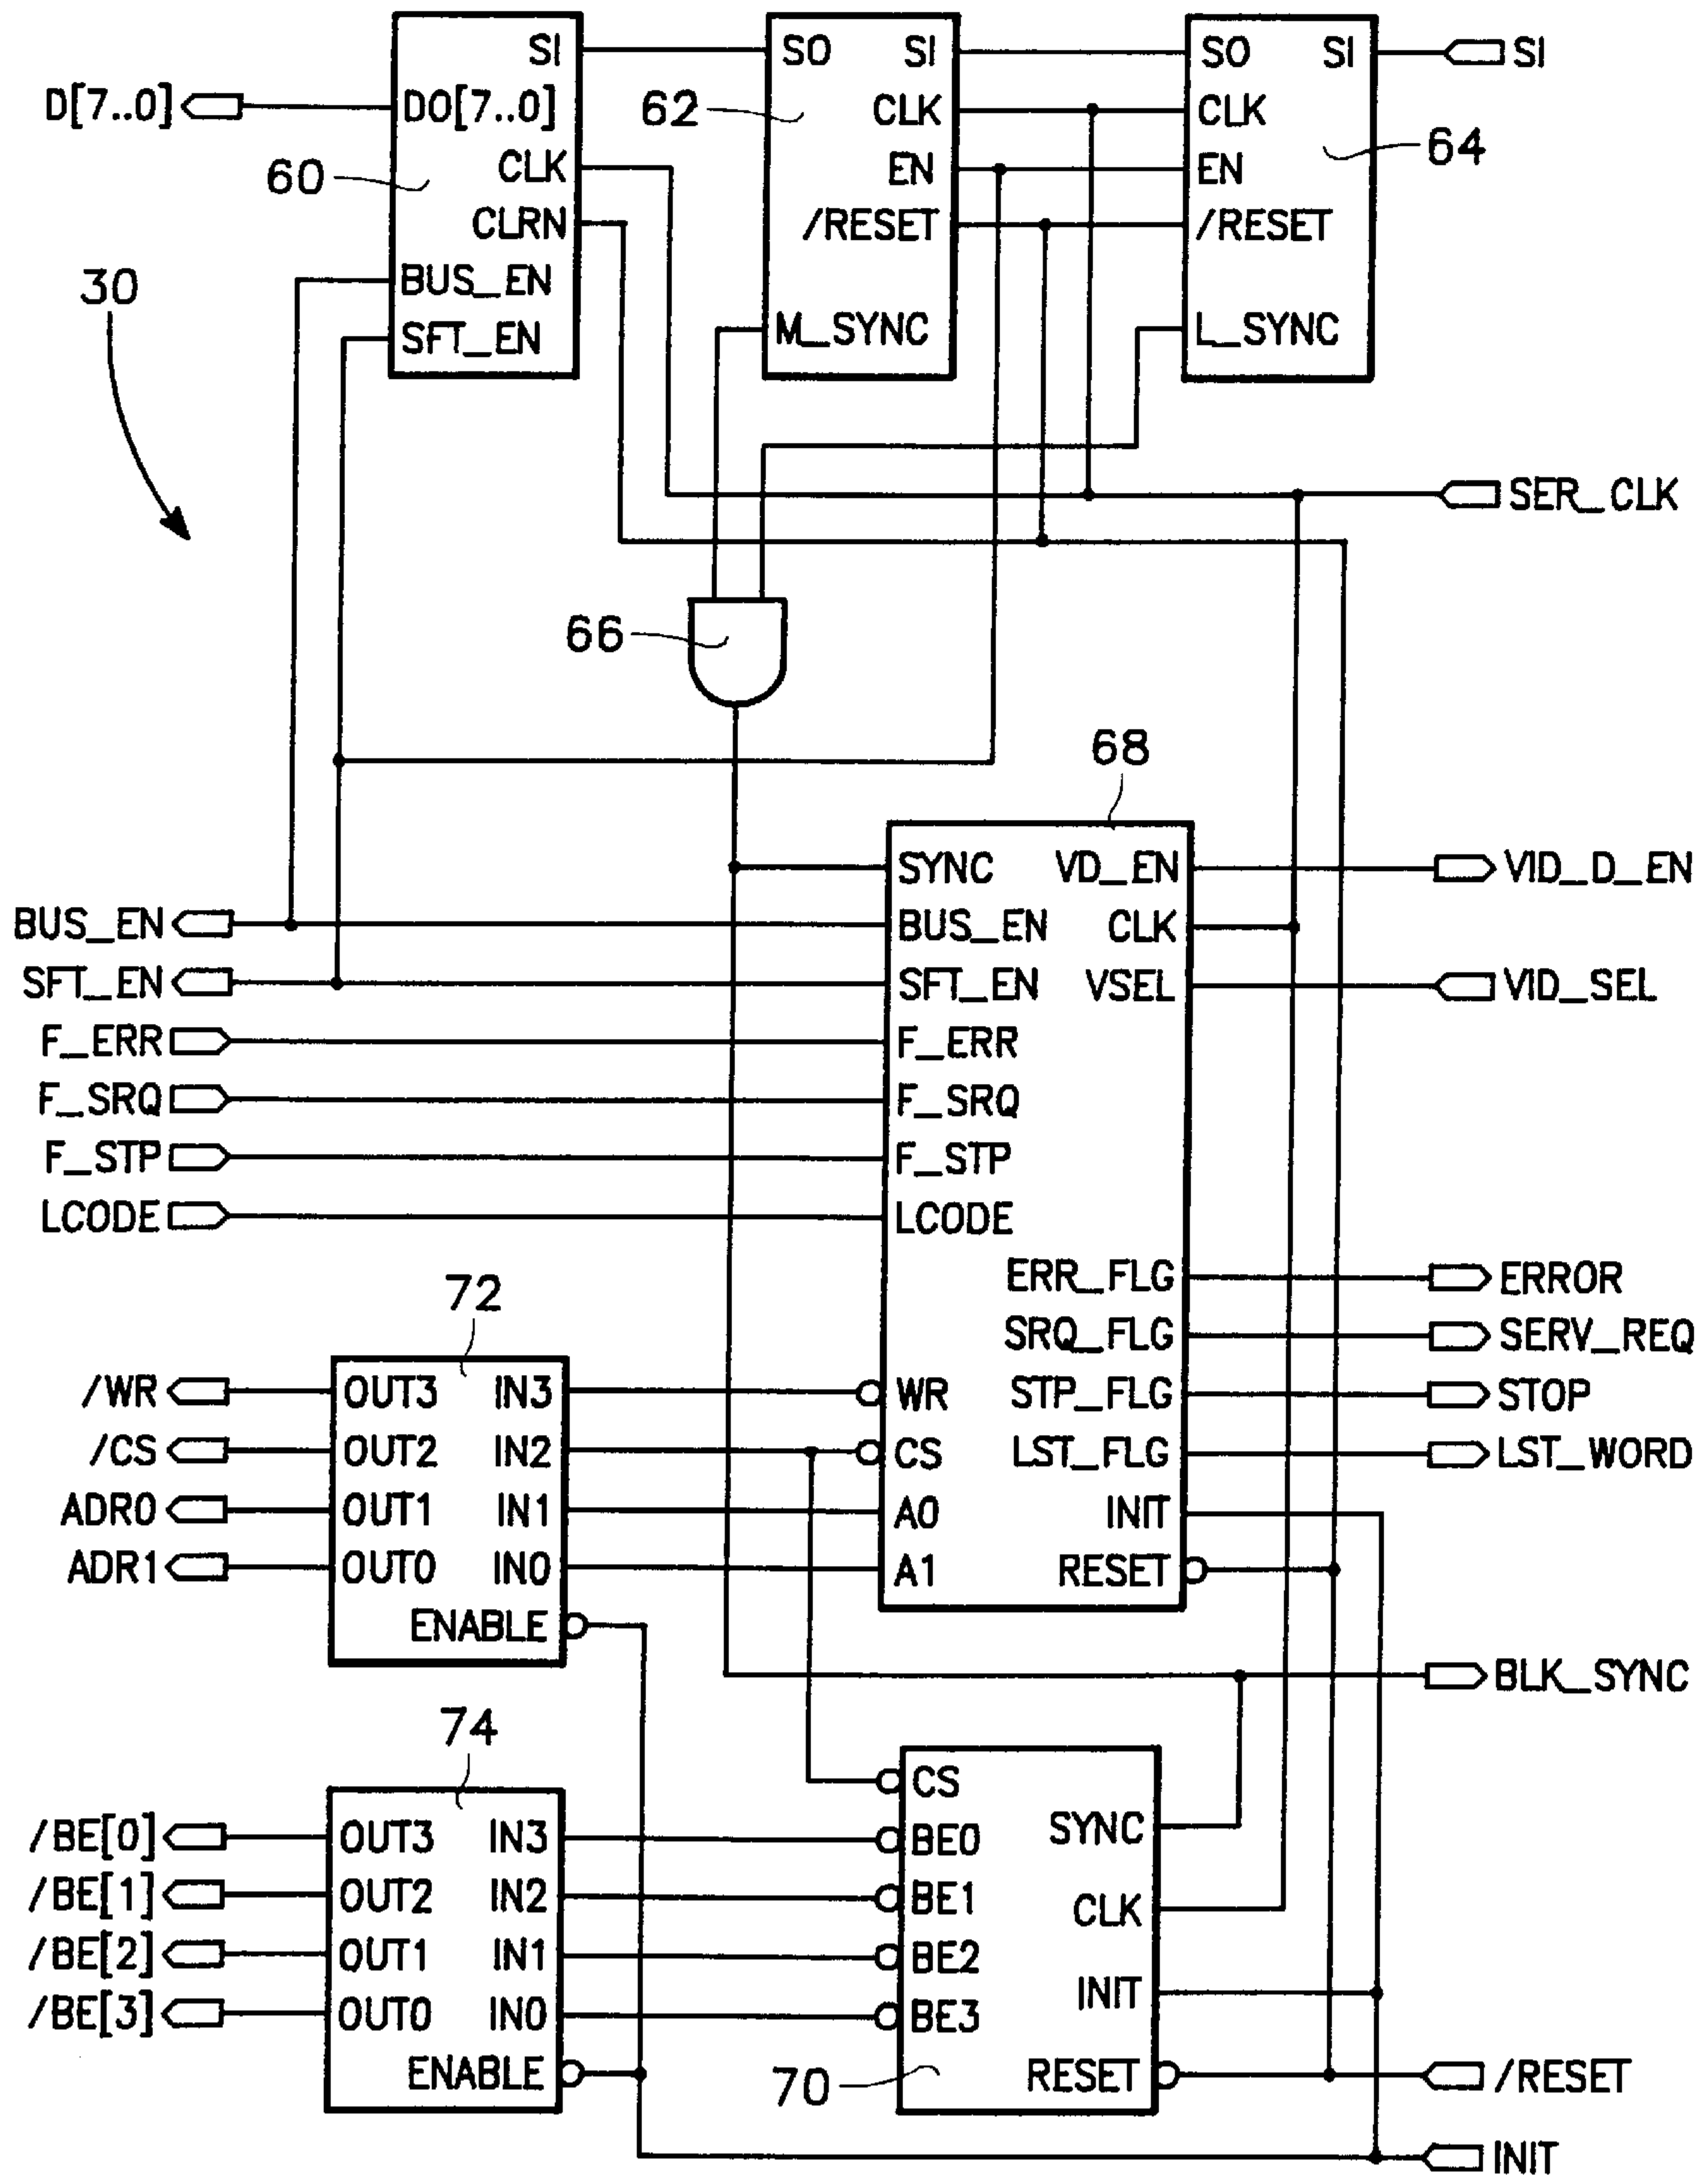 SI SO SI SO SI SI
D[7..0] DO[7..0] 62 CLK CLK 64
60 CLK EN EN
CLRN /RESET /RESET
30 BUS_EN
SFT_EN M_SYNC L_SYNC
SER_CLK
66
68
SYNC VD_EN VID_D_EN
BUS_EN BUS_EN CLK
SFT_EN SFT_EN VSEL VID_SEL
F_ERR F_ERR
F_SRQ F_SRQ
F_STP F_STP
LCODE LCODE
72 ERR_FLG ERROR
SRQ_FLG SERV_REQ
/WR OUT3 IN3 WR STP_FLG STOP
/CS OUT2 IN2 CS LST_FLG LST_WORD
ADR0 OUT1 IN1 A0 INIT
ADR1 OUT0 IN0 A1 RESET
ENABLE
BLK_SYNC
74
CS
/BE[0] OUT3 IN3 BE0 SYNC
/BE[1] OUT2 IN2 BE1 CLK
/BE[2] OUT1 IN1 BE2
/BE[3] OUT0 IN0 BE3 INIT
ENABLE 70 RESET /RESET
INIT